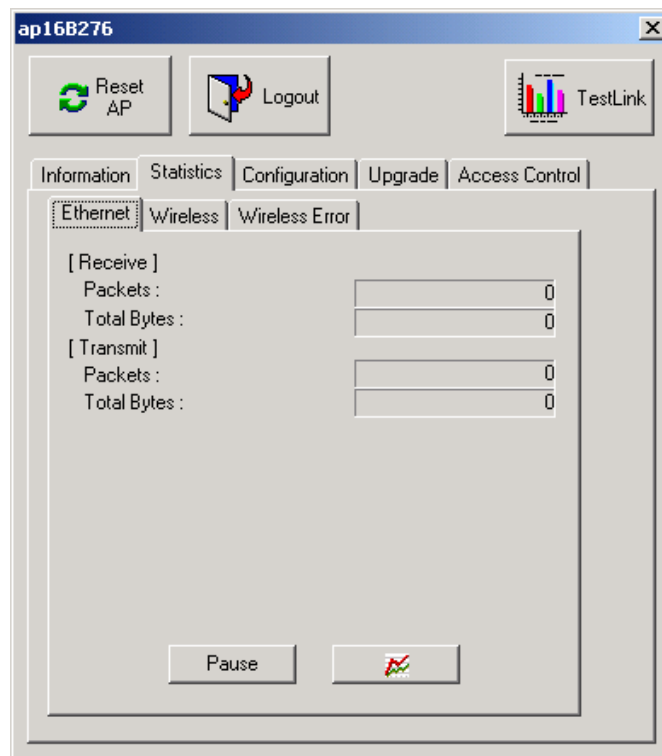 ap16B276
Reset AP
Logout
TestLink
Information Statistics Configuration Upgrade Access Control
Ethernet Wireless Wireless Error
[ Receive ]
Packets : 0
Total Bytes : 0
[ Transmit ]
Packets : 0
Total Bytes : 0
Pause